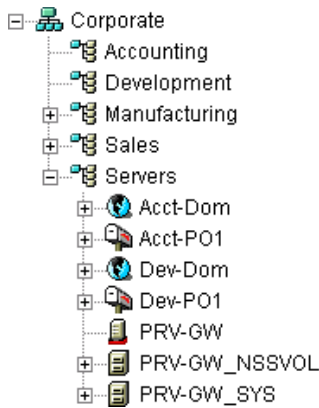 Corporate
Accounting
Development
Manufacturing
Sales
Servers
Acct-Dom
Acct-PO1
Dev-Dom
Dev-PO1
PRV-GW
PRV-GW_NSSVOL
PRV-GW_SYS